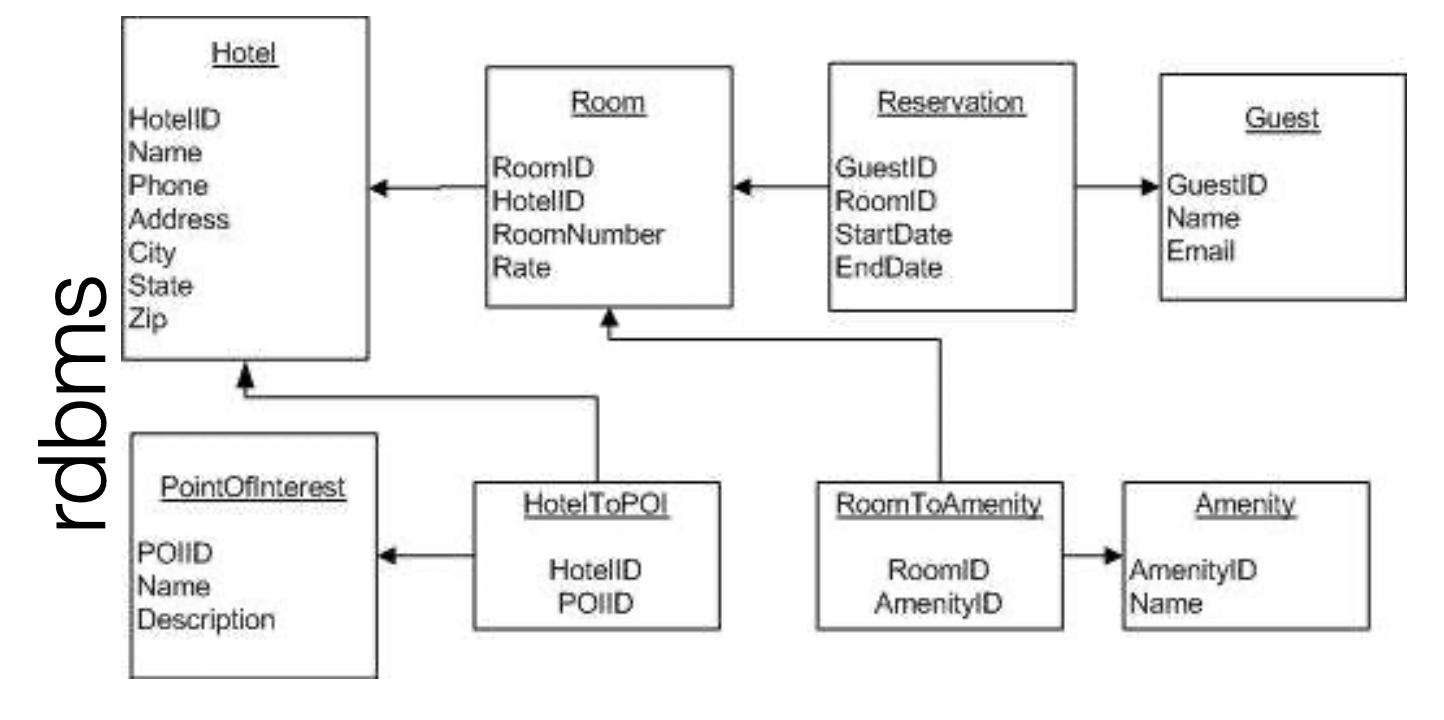 rdbms
Hotel
HotelID
Name
Phone
Address
City
State
Zip
Room
RoomID
HotelID
RoomNumber
Rate
Reservation
GuestID
RoomID
StartDate
EndDate
Guest
GuestID
Name
Email
PointOfInterest
POIID
Name
Description
HotelToPOI
HotelID
POIID
RoomToAmenity
RoomID
AmenityID
Amenity
AmenityID
Name